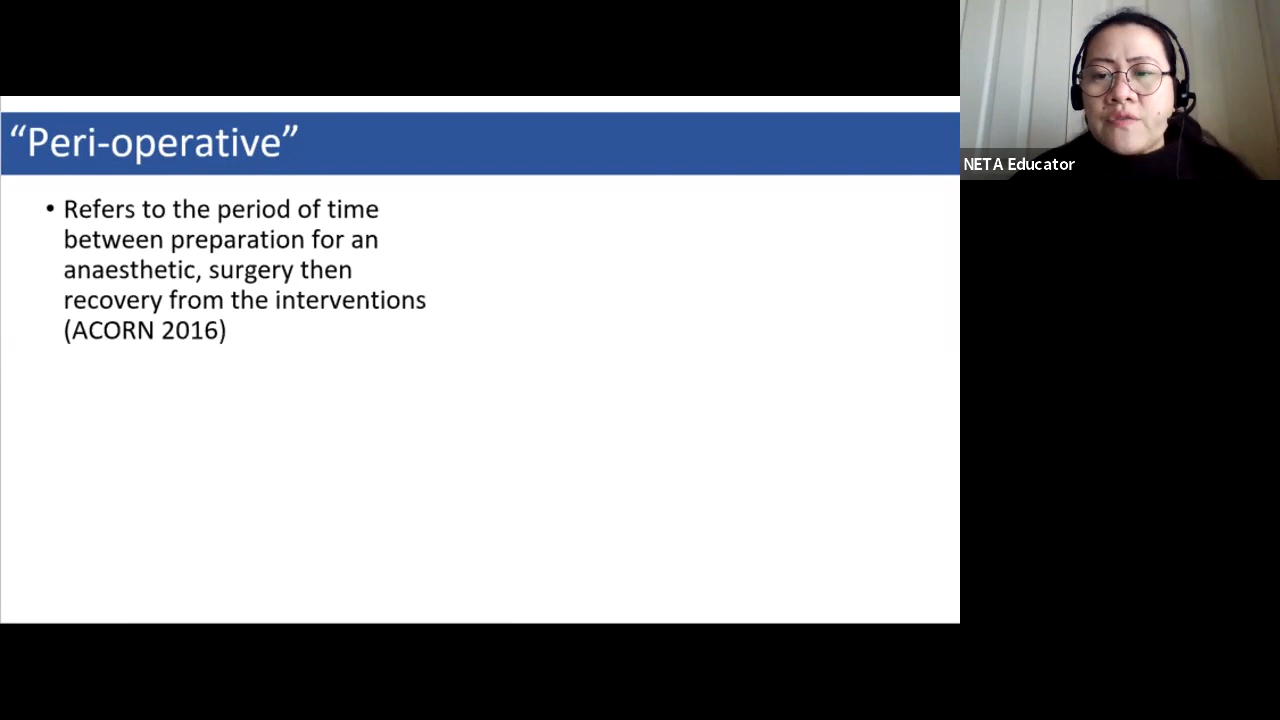 “Peri-operative”
• Refers to the period of time
between preparation for an
anaesthetic, surgery then
recovery from the interventions
(ACORN 2016)
NETA Educator